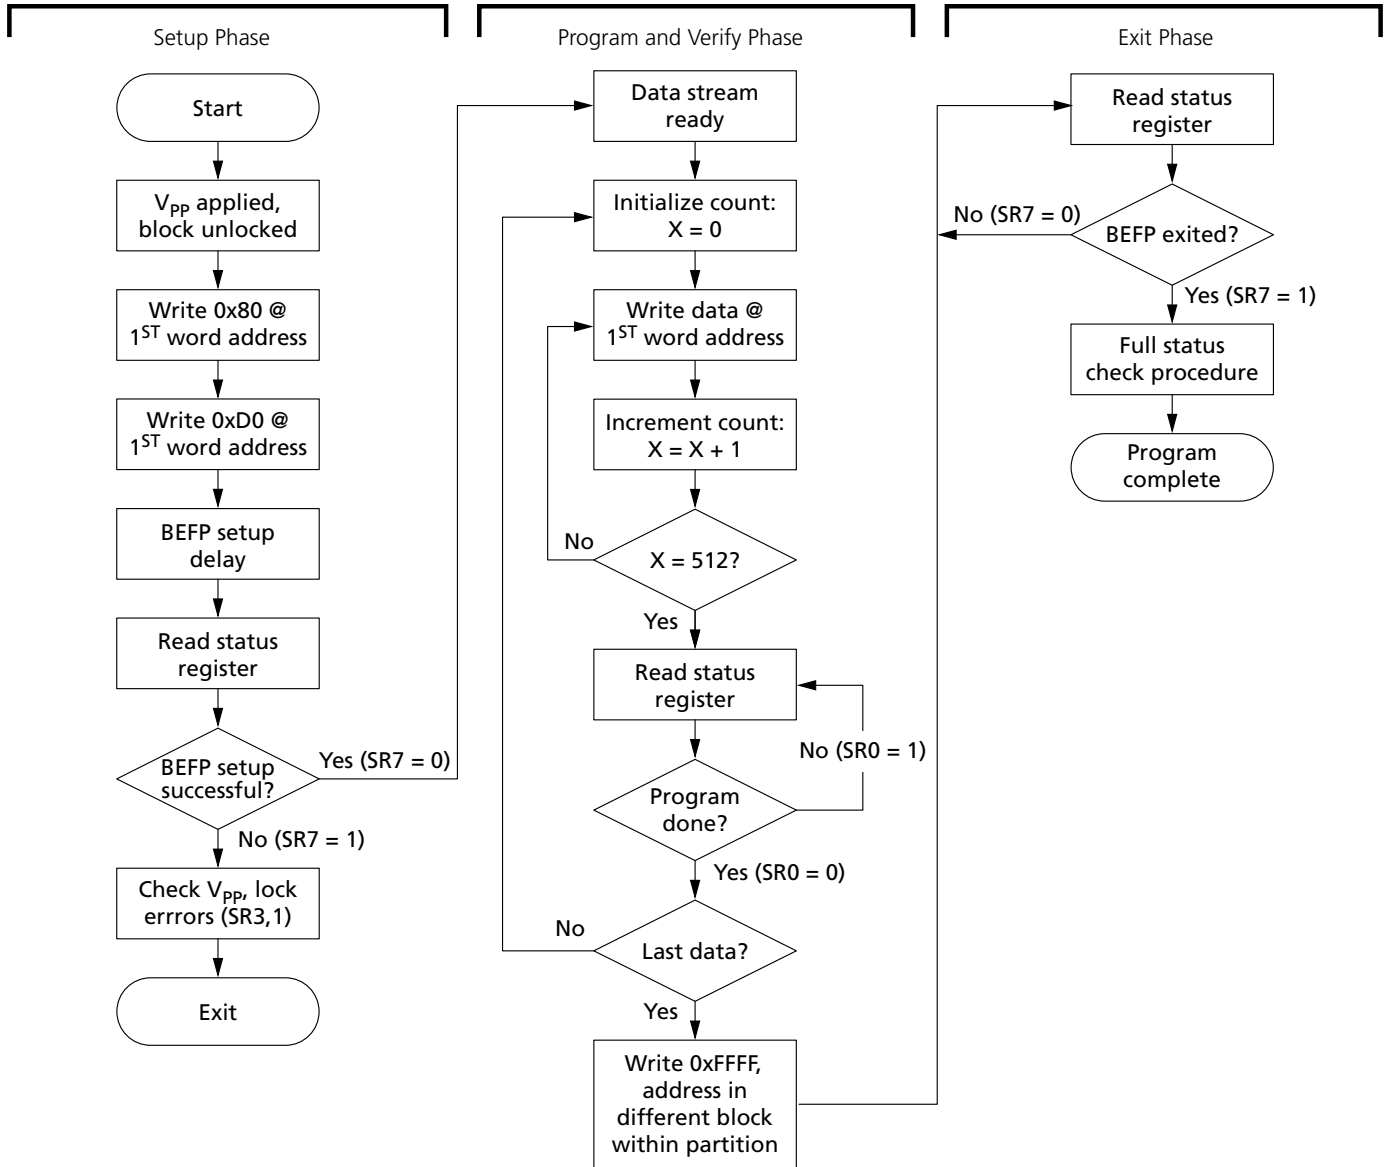 Setup Phase
Start
VPP applied,
block unlocked
Write 0x80 @
1ST word address
Write 0xD0 @
1ST word address
BEFP setup
delay
Read status
register
BEFP setup
successful?
Yes (SR7 = 0)
No (SR7 = 1)
Check VPP, lock
errrors (SR3,1)
Exit
Program and Verify Phase
Data stream
ready
Initialize count:
X = 0
Write data @
1ST word address
Increment count:
X = X + 1
No
X = 512?
Yes
Read status
register
No (SR0 = 1)
Program
done?
Yes (SR0 = 0)
No
Last data?
Yes
Write 0xFFFF,
address in
different block
within partition
Exit Phase
Read status
register
No (SR7 = 0)
BEFP exited?
Yes (SR7 = 1)
Full status
check procedure
Program
complete